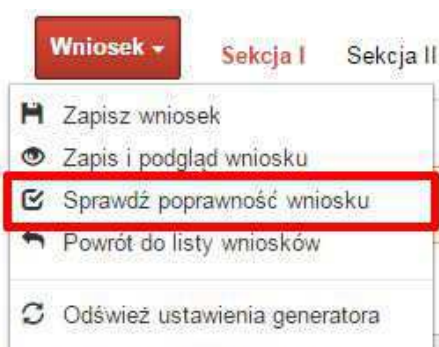 Wniosek Sekcja I Sekcja II
Zapisz wniosek
Zapis i podgląd wniosku
Sprawdź poprawność wniosku
Powrót do listy wniosków
Odśwież ustawienia generatora